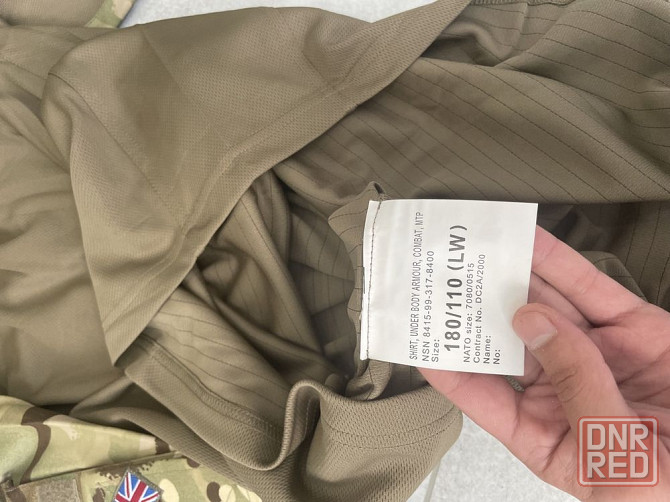 SHIRT, UNDER BODY ARMOUR, COMBAT, MTP
NSN 8415-99-317-8400
Size:
180/110 (LW)
NATO size: 7080/0515
Contract No. DC2A/2000
Name:
No:
DNR
RED